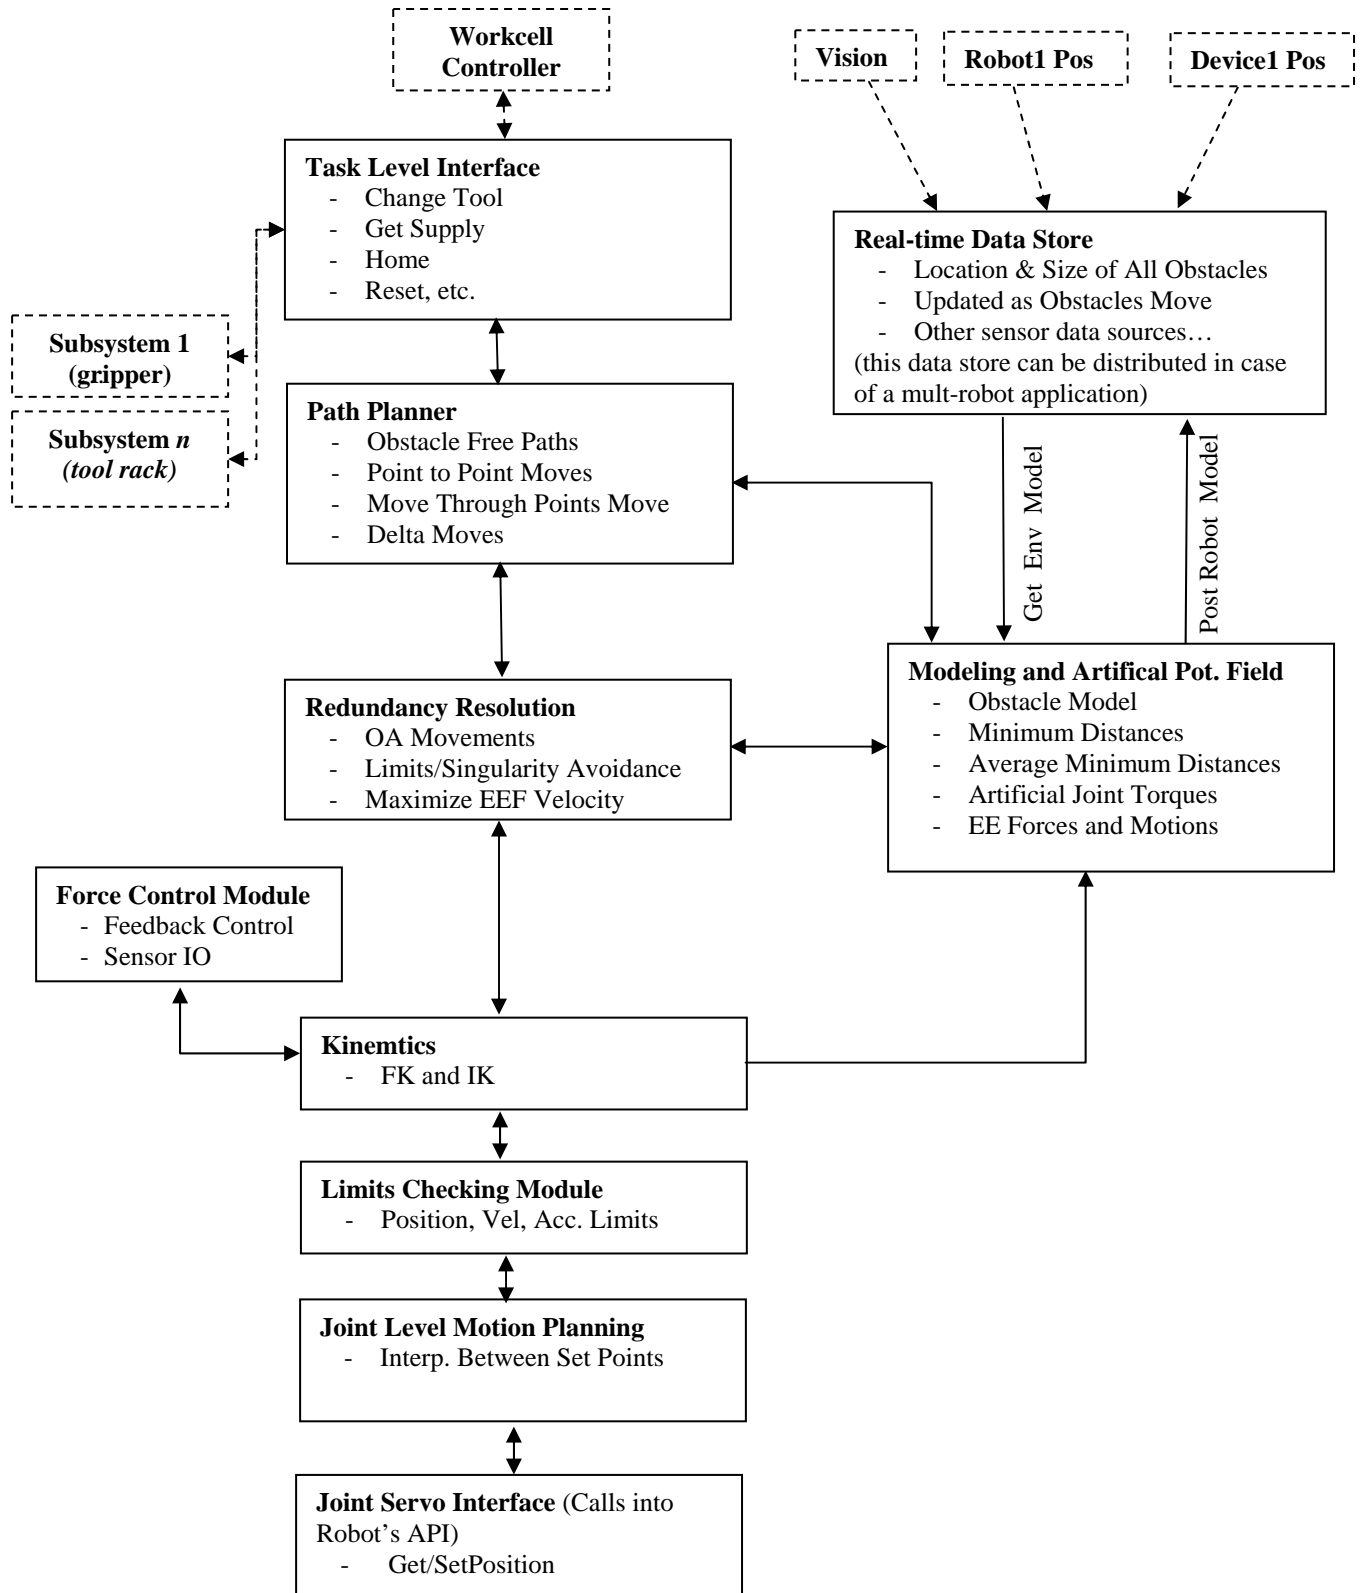 Workcell
Controller
Vision
Robot1 Pos
Device1 Pos
Task Level Interface
- Change Tool
- Get Supply
- Home
- Reset, etc.
Real-time Data Store
- Location & Size of All Obstacles
- Updated as Obstacles Move
- Other sensor data sources…
(this data store can be distributed in case
of a mult-robot application)
Subsystem 1
(gripper)
Subsystem n
(tool rack)
Path Planner
- Obstacle Free Paths
- Point to Point Moves
- Move Through Points Move
- Delta Moves
Get Env Model
Post Robot Model
Redundancy Resolution
- OA Movements
- Limits/Singularity Avoidance
- Maximize EEF Velocity
Modeling and Artifical Pot. Field
- Obstacle Model
- Minimum Distances
- Average Minimum Distances
- Artificial Joint Torques
- EE Forces and Motions
Force Control Module
- Feedback Control
- Sensor IO
Kinemtics
- FK and IK
Limits Checking Module
- Position, Vel, Acc. Limits
Joint Level Motion Planning
- Interp. Between Set Points
Joint Servo Interface (Calls into
Robot’s API)
- Get/SetPosition